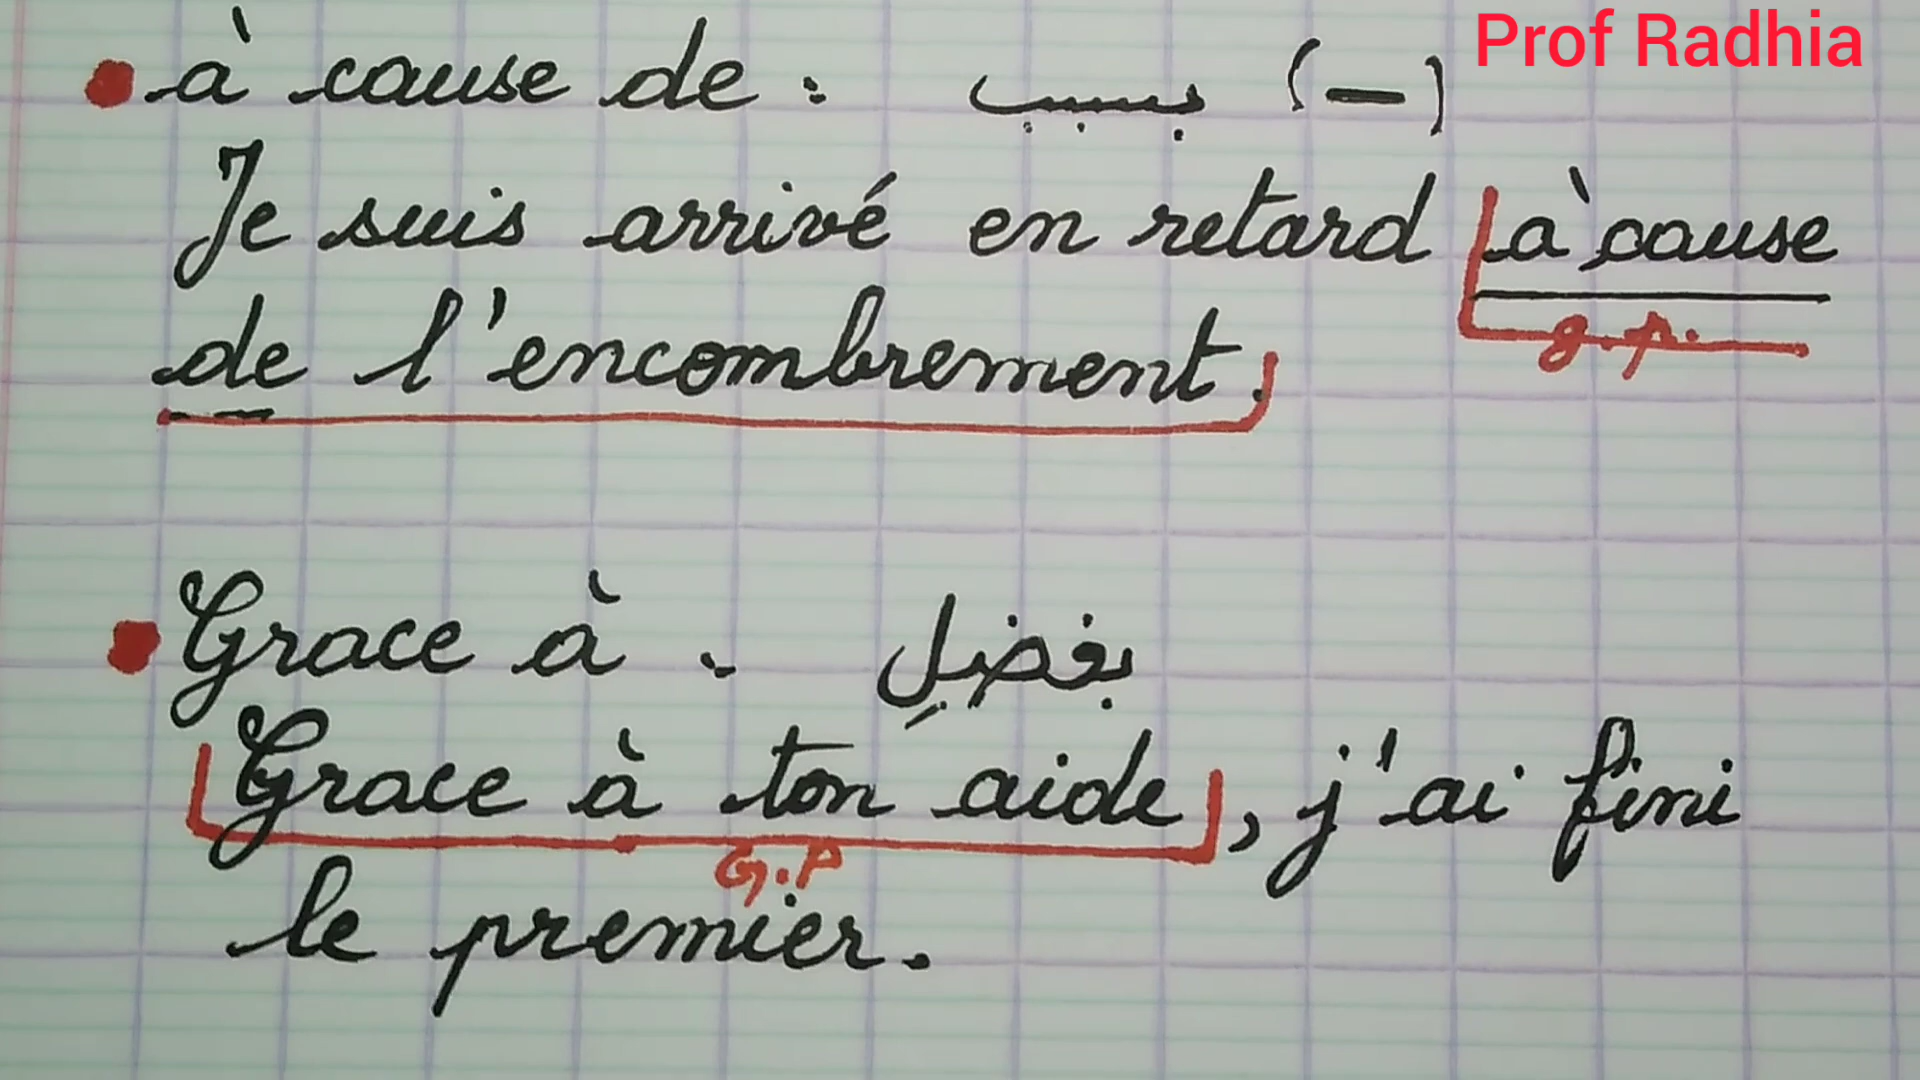 Prof Radhia
à cause de : بسبب (-)
Je suis arrivé en retard à cause
g.p.
de l'encombrement.
Grace à : بفضلِ
Grace à ton aide, j'ai fini
G.P
le premier.